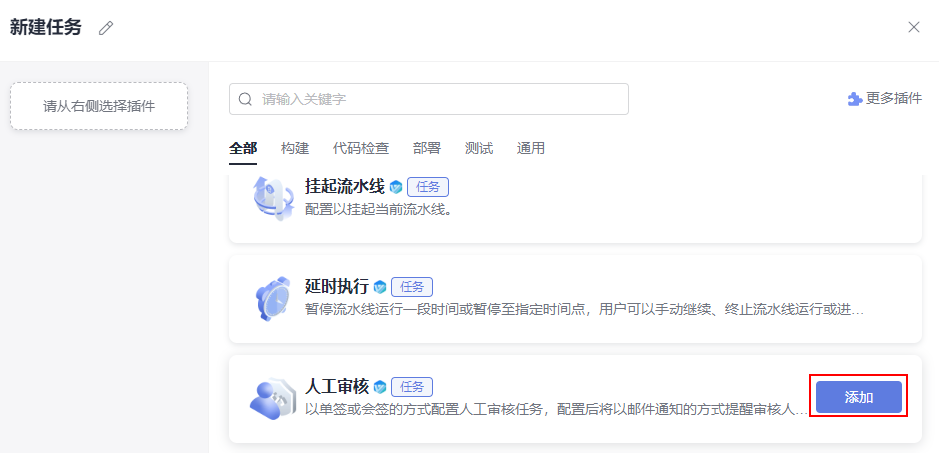 新建任务
请从右侧选择插件
请输入关键字
更多插件
全部 构建 代码检查 部署 测试 通用
挂起流水线 任务
配置以挂起当前流水线。
延时执行 任务
暂停流水线运行一段时间或暂停至指定时间点，用户可以手动继续、终止流水线运行或进...
人工审核 任务
以单签或会签的方式配置人工审核任务，配置后将以邮件通知的方式提醒审核人...
添加